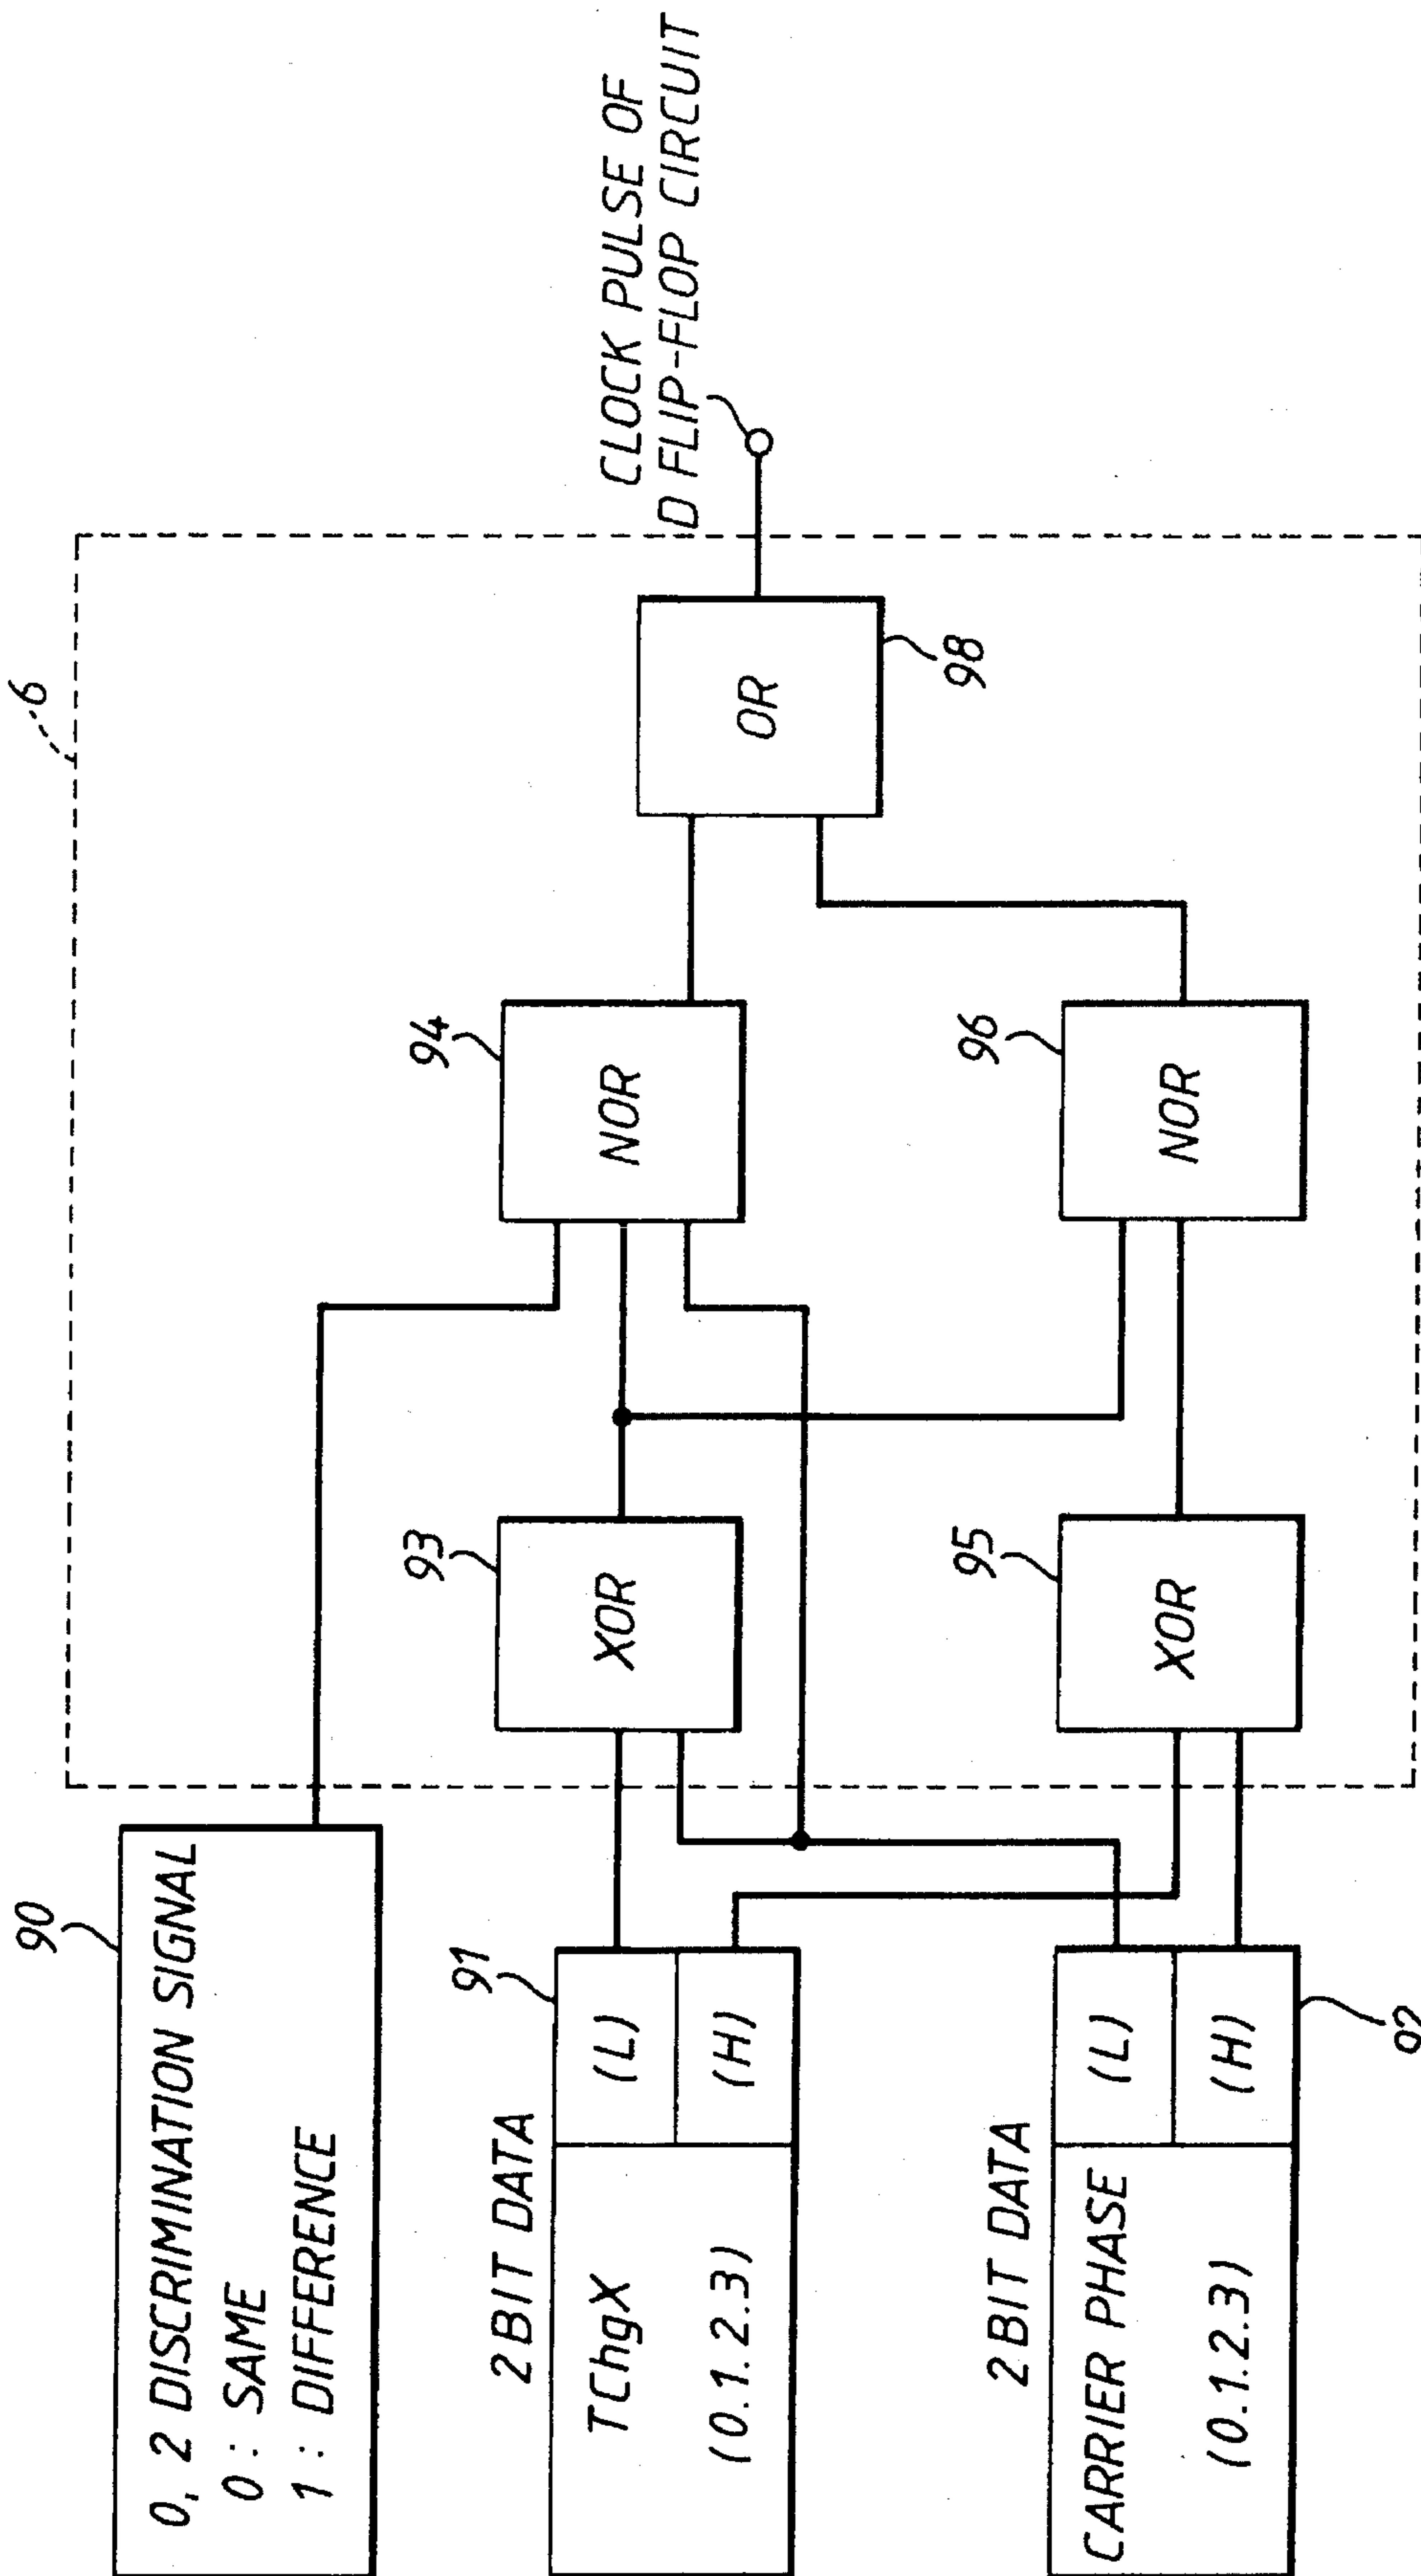 6
90
0, 2 DISCRIMINATION SIGNAL
0 : SAME
1 : DIFFERENCE
2 BIT DATA
91
TChgX
(0.1.2.3)
(L)
(H)
2 BIT DATA
CARRIER PHASE
(0.1.2.3)
(L)
(H)
92
93
XOR
94
NOR
95
XOR
96
NOR
OR
98
CLOCK PULSE OF
D FLIP-FLOP CIRCUIT